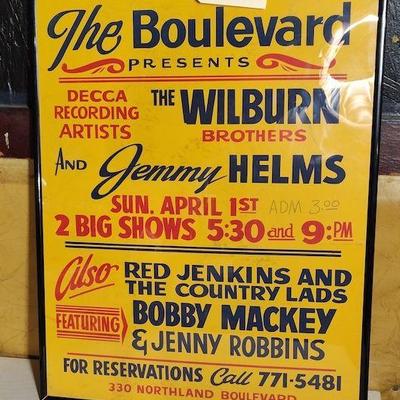 The Boulevard
PRESENTS
DECCA RECORDING ARTISTS
THE WILBURN
BROTHERS
AND Jemmy HELMS
SUN. APRIL 1ST ADM 3.00
2 BIG SHOWS 5:30 and 9:PM
Also RED JENKINS AND
THE COUNTRY LADS
FEATURING BOBBY MACKEY
& JENNY ROBBINS
FOR RESERVATIONS Call 771-5481
330 NORTHLAND BOULEVARD